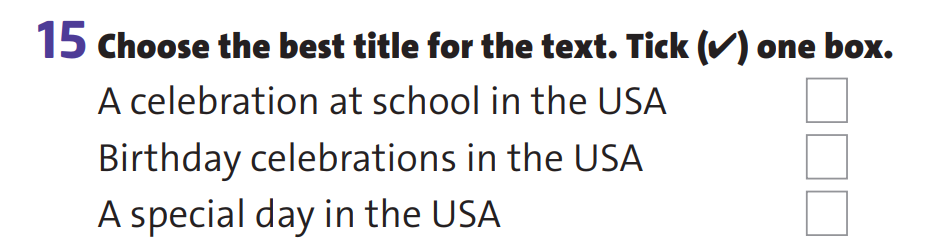 15 Choose the best title for the text. Tick (✔) one box.
A celebration at school in the USA
Birthday celebrations in the USA
A special day in the USA